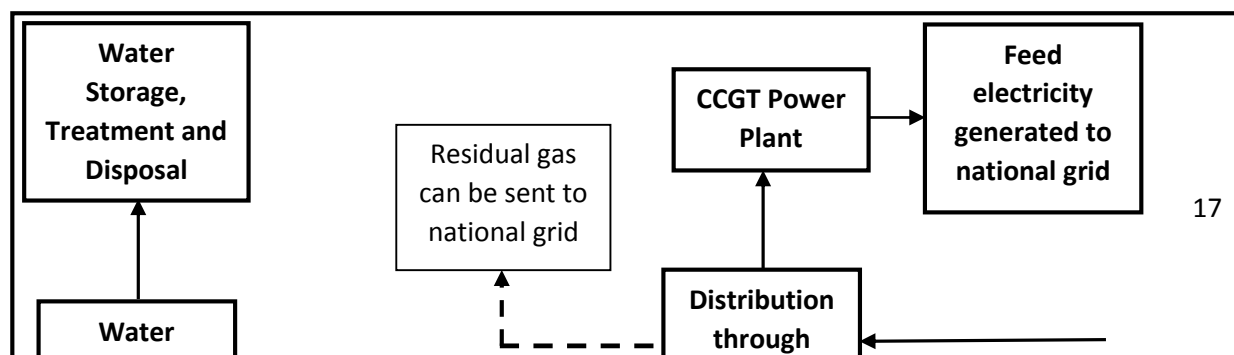 Water
Storage,
Treatment and
Disposal
Residual gas
can be sent to
national grid
CCGT Power
Plant
Feed
electricity
generated to
national grid
17
Water
Distribution
through